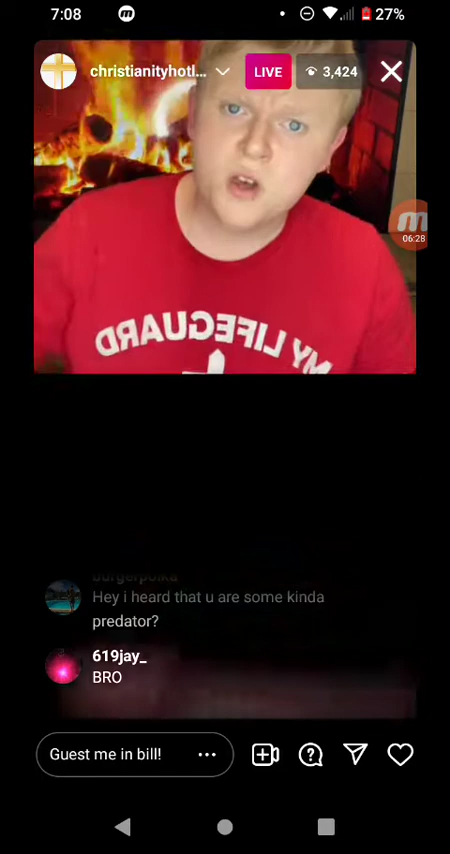 7:08
27%
christianityhotl...
LIVE
3,424
06:28
MY LIFEGUARD
burgerpolka
Hey i heard that u are some kinda
predator?
619jay_
BRO
Guest me in bill!